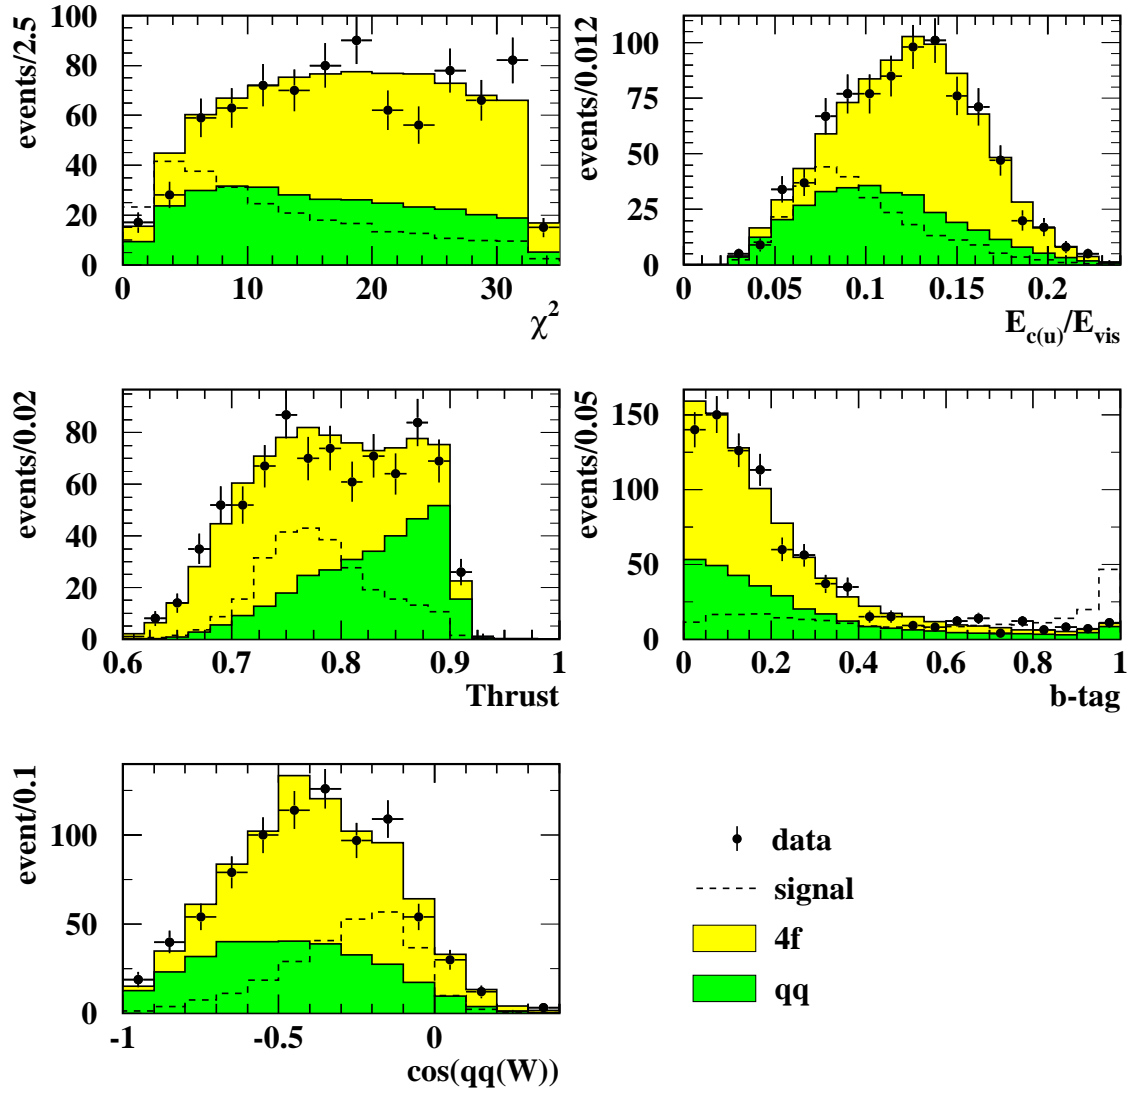 events/2.5
100
80
60
40
20
0
0 10 20 30
χ²
events/0.012
100
75
50
25
0
0 0.05 0.1 0.15 0.2
E_c(u)/E_vis
events/0.02
80
60
40
20
0
0.6 0.7 0.8 0.9 1
Thrust
events/0.05
150
100
50
0
0 0.2 0.4 0.6 0.8 1
b-tag
event/0.1
100
50
0
-1 -0.5 0
cos(qq(W))
data
signal
4f
qq